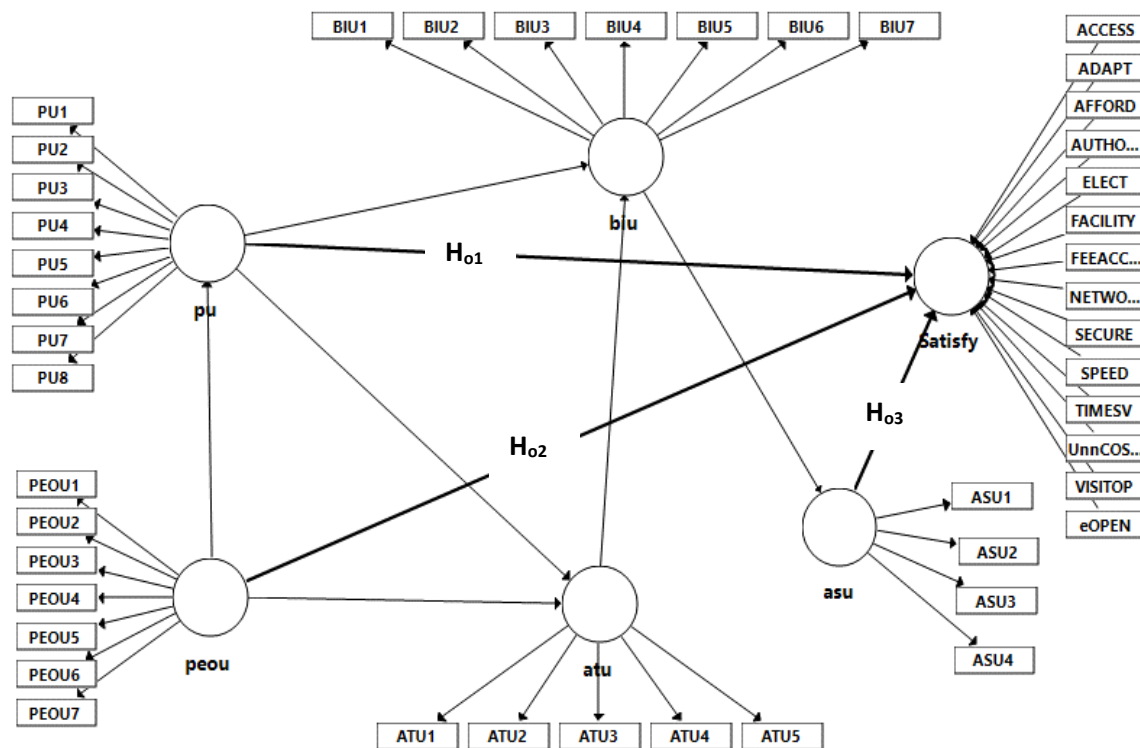 BIU1 BIU2 BIU3 BIU4 BIU5 BIU6 BIU7
ACCESS
ADAPT
AFFORD
AUTHO...
ELECT
FACILITY
FEEACC...
NETWO...
SECURE
SPEED
TIMESV
UnnCOS...
VISITOP
eOPEN
PU1
PU2
PU3
PU4
PU5
PU6
PU7
PU8
pu
biu
Satisfy
Ho1
Ho2
Ho3
PEOU1
PEOU2
PEOU3
PEOU4
PEOU5
PEOU6
PEOU7
peou
atu
asu
ASU1
ASU2
ASU3
ASU4
ATU1 ATU2 ATU3 ATU4 ATU5